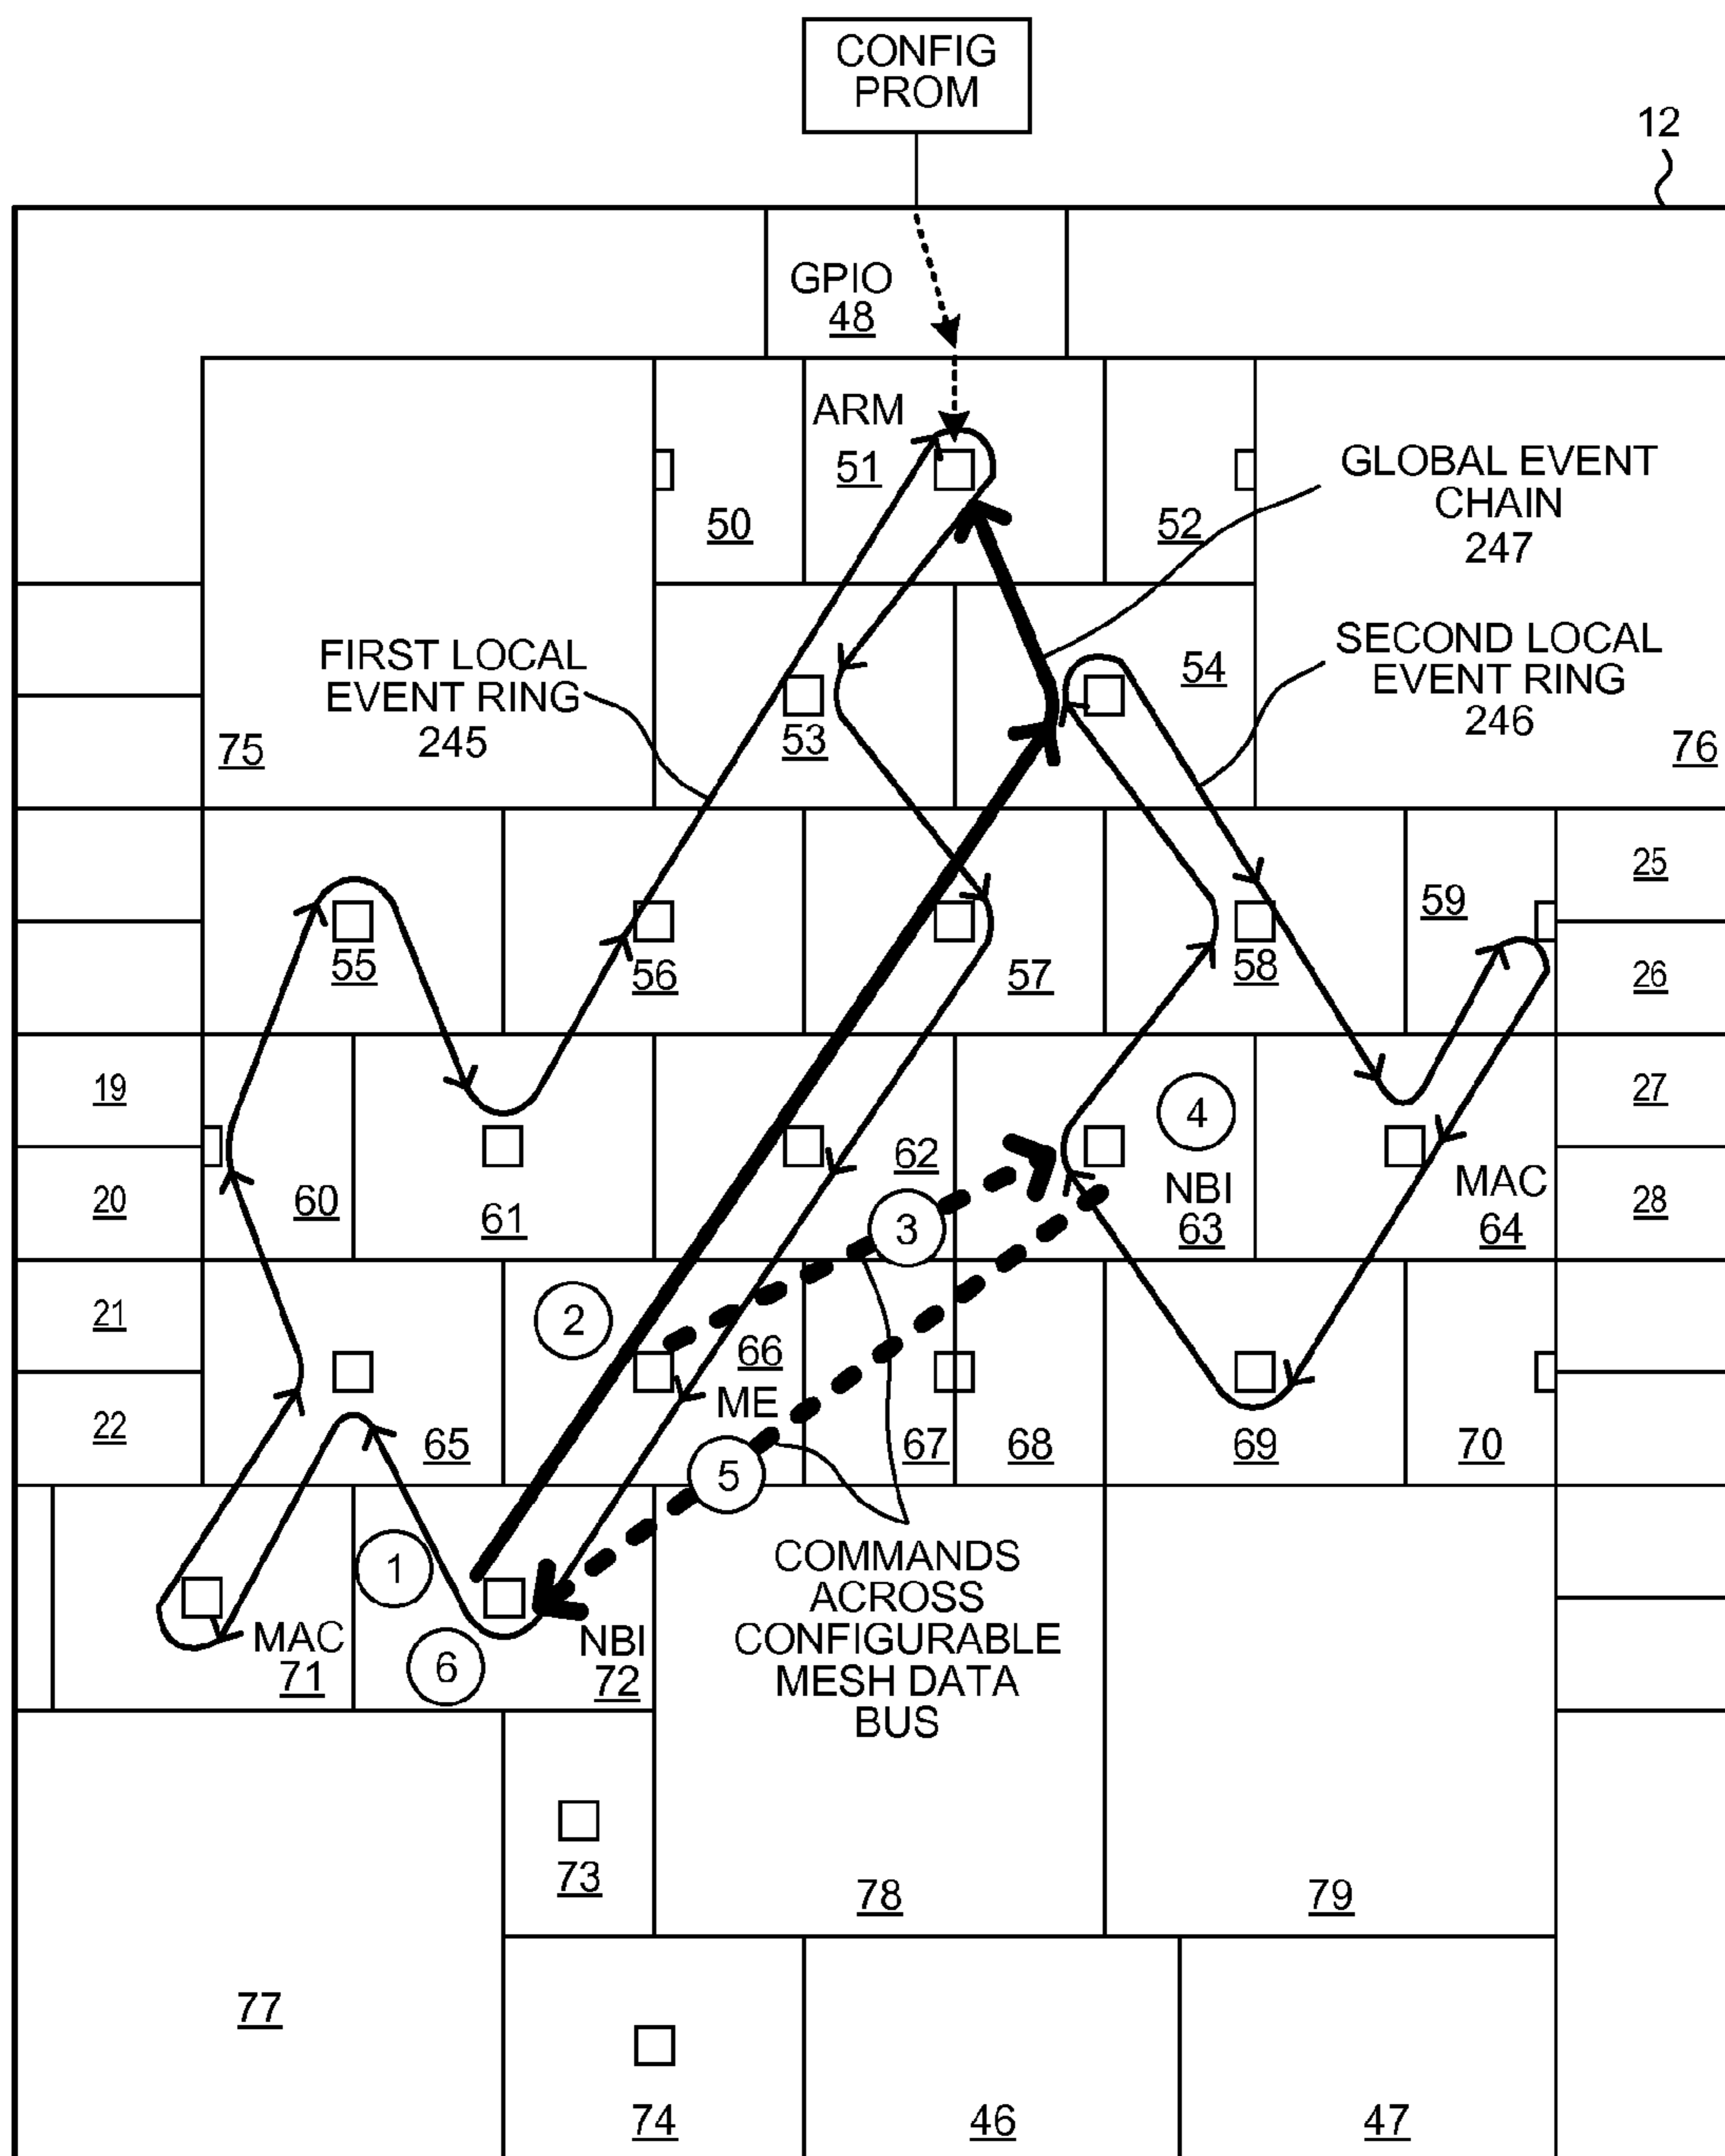 CONFIG
PROM
12
GPIO
48
ARM
51
50
52
GLOBAL EVENT
CHAIN
247
FIRST LOCAL
EVENT RING
245
53
54
SECOND LOCAL
EVENT RING
246
75
76
55
56
57
58
59
25
26
19
20
60
61
62
3
4
NBI
63
MAC
64
27
28
21
22
65
2
66
ME
67
68
69
70
5
1
MAC
71
6
NBI
72
COMMANDS
ACROSS
CONFIGURABLE
MESH DATA
BUS
73
78
79
77
74
46
47